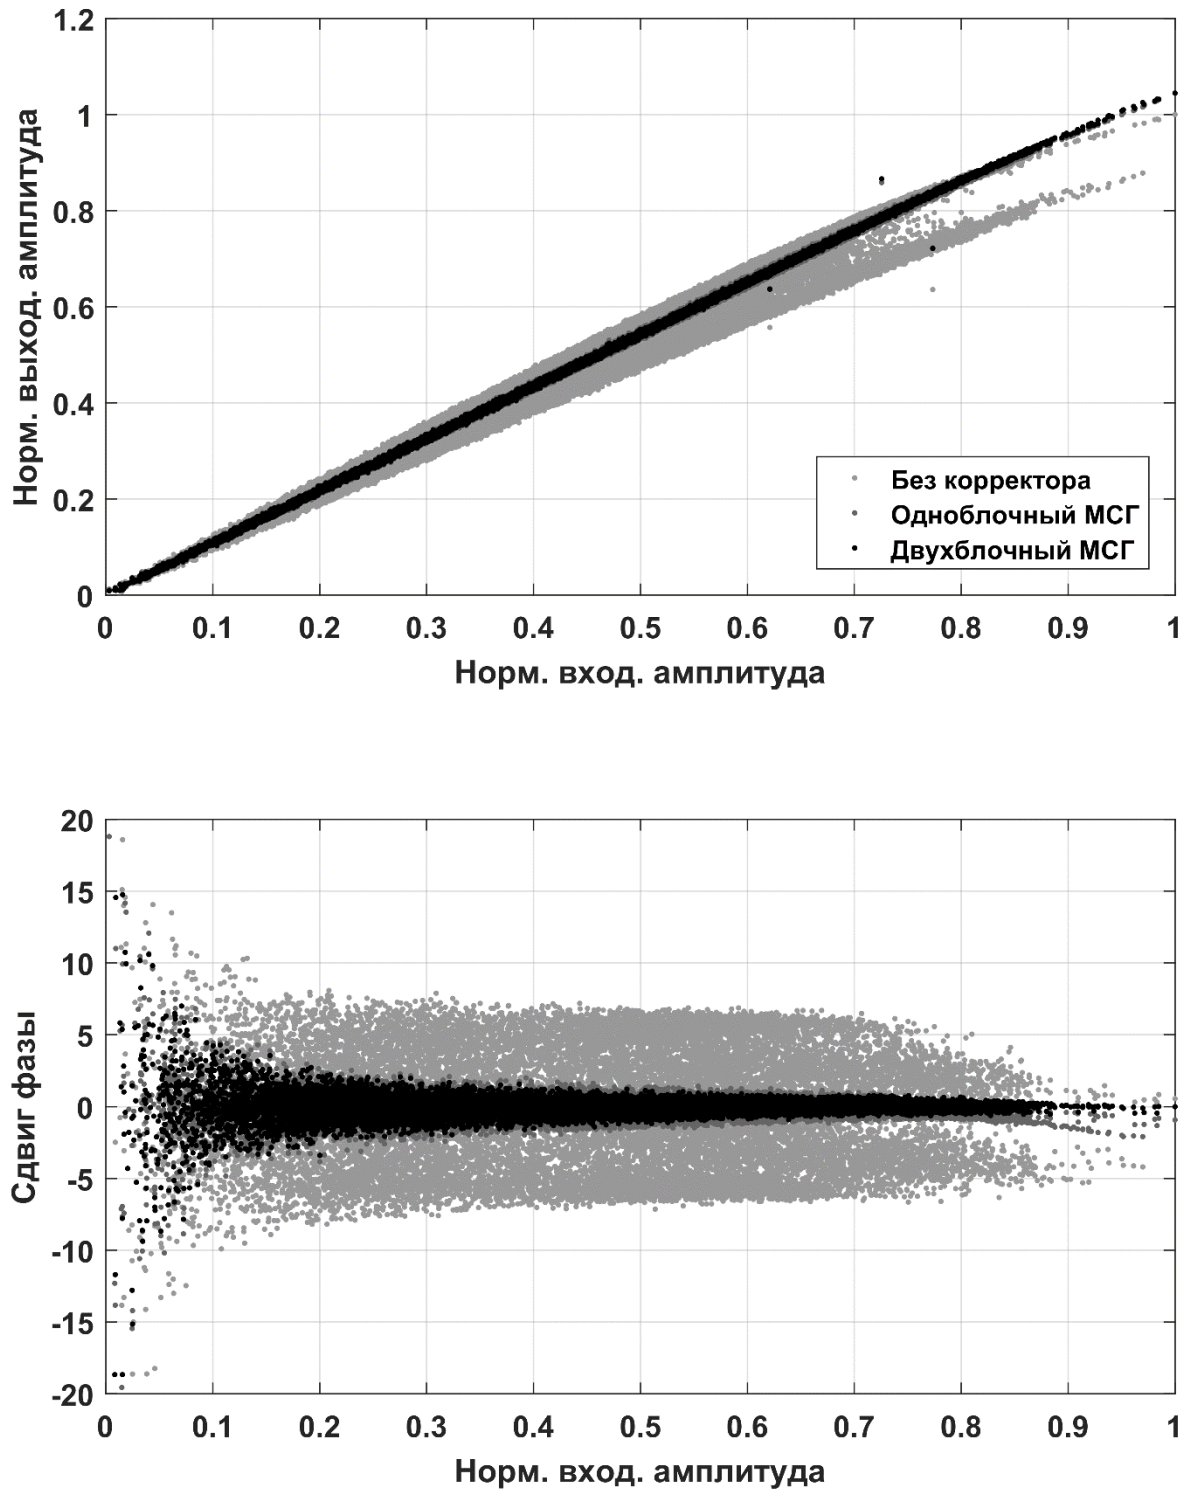 1.2
1
0.8
0.6
0.4
0.2
0
Норм. выход. амплитуда
Без корректора
Одноблочный МСГ
Двухблочный МСГ
0 0.1 0.2 0.3 0.4 0.5 0.6 0.7 0.8 0.9 1
Норм. вход. амплитуда
20
15
10
5
0
-5
-10
-15
-20
Сдвиг фазы
0 0.1 0.2 0.3 0.4 0.5 0.6 0.7 0.8 0.9 1
Норм. вход. амплитуда